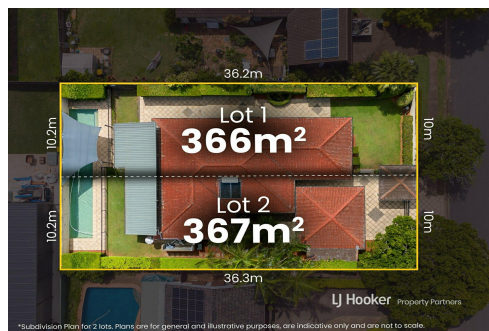 36.2m
Lot 1
366m²
10.2m
10m
Lot 2
367m²
10.2m
10m
36.3m
LJ Hooker Property Partners
*Subdivision Plan for 2 lots. Plans are for general and illustrative purposes, are indicative only and are not to scale.